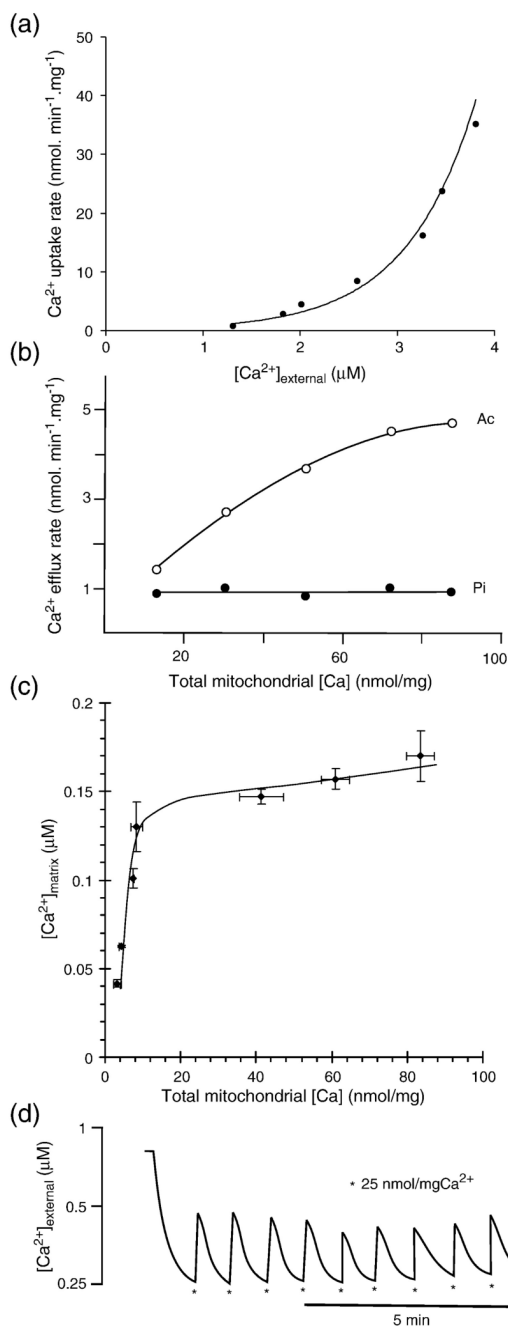 (a)
Ca²⁺ uptake rate (nmol. min⁻¹.mg⁻¹)
50
40
30
20
10
0
0
1
2
3
4
[Ca²⁺]external (μM)
(b)
Ca²⁺ efflux rate (nmol. min⁻¹.mg⁻¹)
5
3
1
Ac
Pi
20
60
100
Total mitochondrial [Ca] (nmol/mg)
(c)
[Ca²⁺]matrix (μM)
0.2
0.15
0.1
0.05
0
0
20
40
60
80
100
Total mitochondrial [Ca] (nmol/mg)
(d)
[Ca²⁺]external (μM)
1
0.5
0.25
* 25 nmol/mgCa²⁺
* * * * * * * * *
5 min